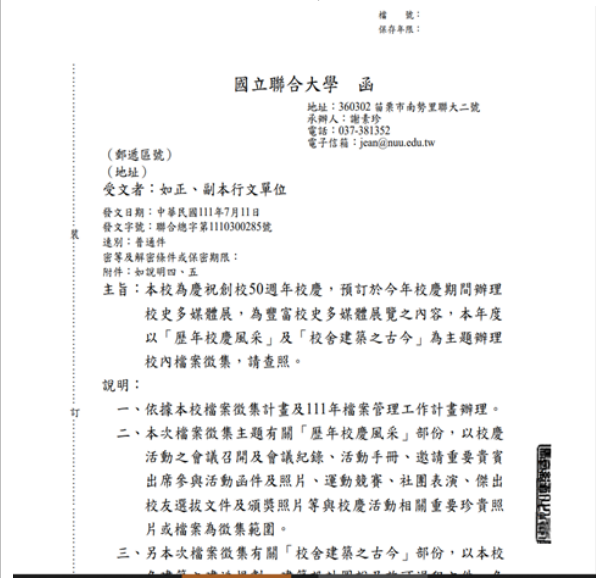 檔　　號：
保存年限：
國立聯合大學　函
地址：360302 苗栗市南勢里聯大二號
承辦人：謝素珍
電話：037-381352
電子信箱：jean@nuu.edu.tw
（郵遞區號）
（地址）
受文者：如正、副本行文單位
發文日期：中華民國111年7月11日
發文字號：聯合總字第1110300285號
速別：普通件
密等及解密條件或保密期限：
附件：如說明四、五
主旨：本校為慶祝創校50週年校慶，預訂於今年校慶期間辦理
校史多媒體展，為豐富校史多媒體展覽之內容，本年度
以「歷年校慶風采」及「校舍建築之古今」為主題辦理
校內檔案徵集，請查照。
說明：
一、依據本校檔案徵集計畫及111年檔案管理工作計畫辦理。
二、本次檔案徵集主題有關「歷年校慶風采」部份，以校慶
活動之會議召開及會議紀錄、活動手冊、邀請重要貴賓
出席參與活動函件及照片、運動競賽、社團表演、傑出
校友選拔文件及頒獎照片等與校慶活動相關重要珍貴照
片或檔案為徵集範圍。
三、另本次檔案徵集有關「校舍建築之古今」部份，以本校
裝
訂